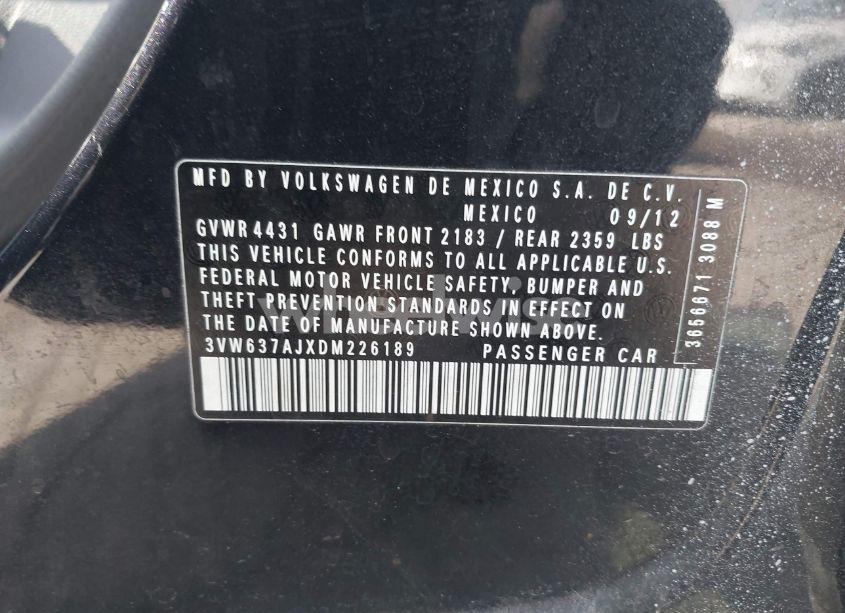 MFD BY VOLKSWAGEN DE MEXICO S.A. DE C.V.
MEXICO 09/12
GVWR 4431 GAWR FRONT 2183 / REAR 2359 LBS
THIS VEHICLE CONFORMS TO ALL APPLICABLE U.S.
FEDERAL MOTOR VEHICLE SAFETY, BUMPER AND
THEFT PREVENTION STANDARDS IN EFFECT ON
THE DATE OF MANUFACTURE SHOWN ABOVE.
3VW637AJXDM226189 PASSENGER CAR
3656671 3088 M